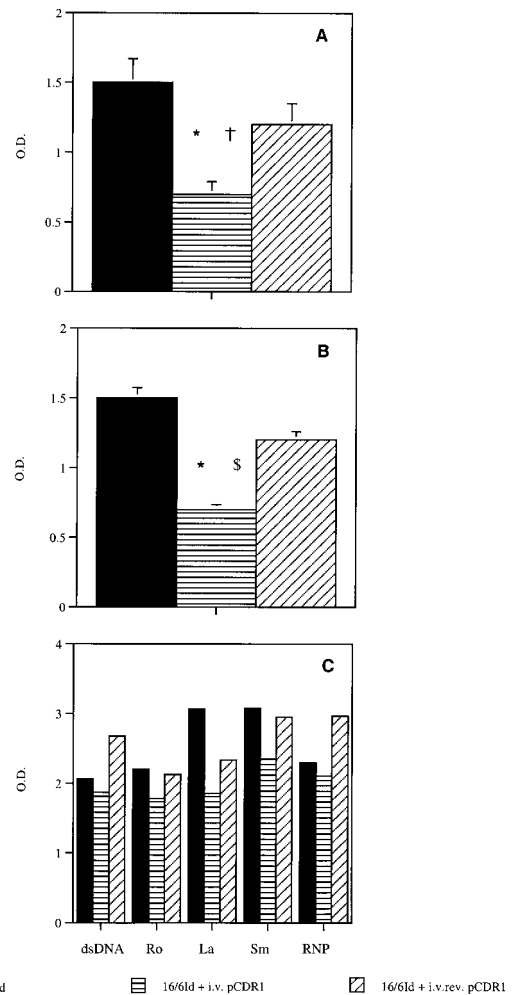 2
A
1.5
*
†
O.D.
1
0.5
0
2
B
1.5
*
$
O.D.
1
0.5
0
4
C
3
O.D.
2
1
0
dsDNA
Ro
La
Sm
RNP
d
16/6Id + i.v. pCDR1
16/6Id + i.v.rev. pCDR1